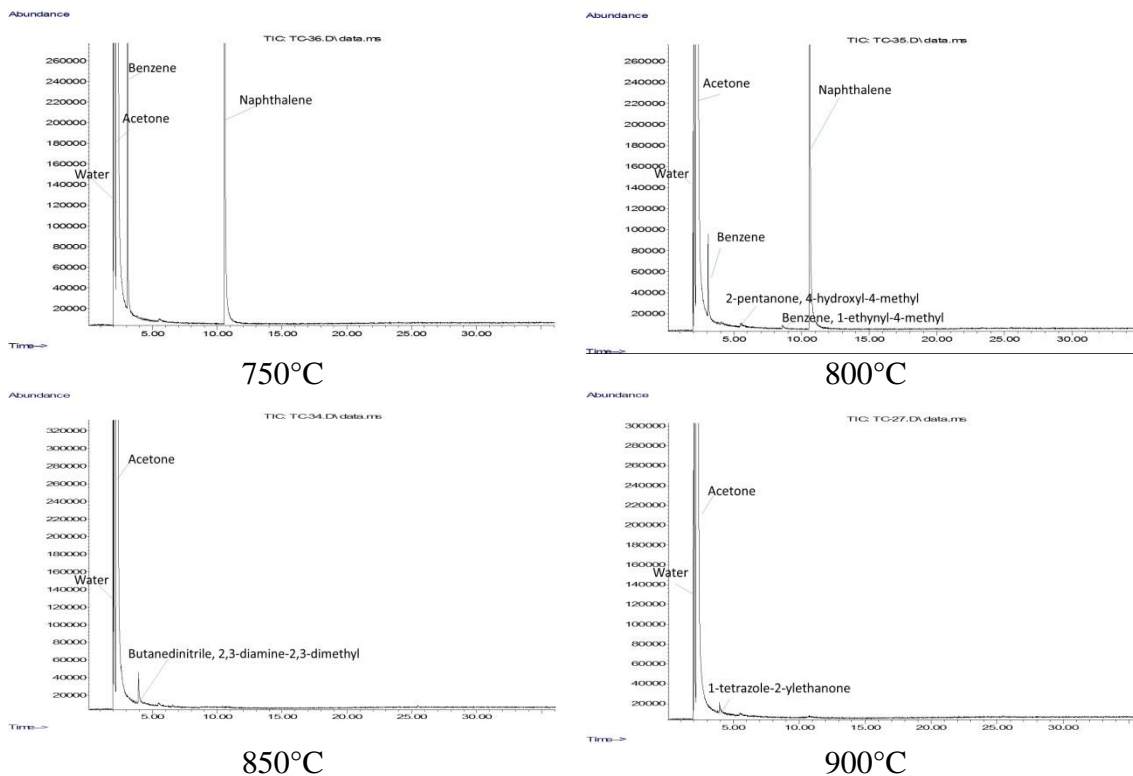 Abundance
TIC: TC-36.D\data.ms
260000
240000
220000
200000
180000
160000
140000
120000
100000
80000
60000
40000
20000
Benzene
Acetone
Naphthalene
Water
5.00 10.00 15.00 20.00 25.00 30.00
Time-->
750°C
Abundance
TIC: TC-35.D\data.ms
260000
240000
220000
200000
180000
160000
140000
120000
100000
80000
60000
40000
20000
Acetone
Naphthalene
Water
Benzene
2-pentanone, 4-hydroxyl-4-methyl
Benzene, 1-ethynyl-4-methyl
5.00 10.00 15.00 20.00 25.00 30.00
Time-->
800°C
Abundance
TIC: TC-34.D\data.ms
320000
300000
280000
260000
240000
220000
200000
180000
160000
140000
120000
100000
80000
60000
40000
20000
Acetone
Water
Butanedinitrile, 2,3-diamine-2,3-dimethyl
5.00 10.00 15.00 20.00 25.00 30.00 35.00
Time-->
850°C
Abundance
TIC: TC-27.D\data.ms
300000
280000
260000
240000
220000
200000
180000
160000
140000
120000
100000
80000
60000
40000
20000
Acetone
Water
1-tetrazole-2-ylethanone
5.00 10.00 15.00 20.00 25.00 30.00
Time-->
900°C